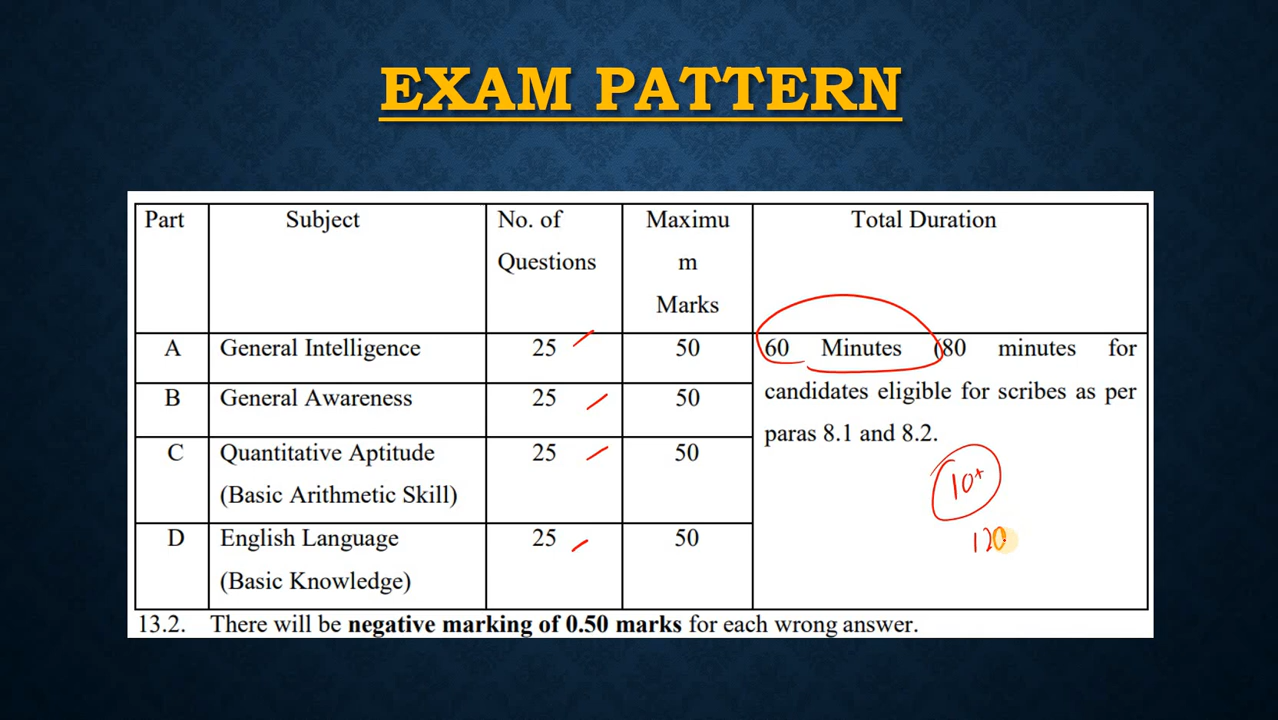 EXAM PATTERN
Part Subject No. of Questions Maximu m Marks Total Duration
A General Intelligence 25 50 60 Minutes (80 minutes for
candidates eligible for scribes as per
paras 8.1 and 8.2.
B General Awareness 25 50
C Quantitative Aptitude 25 50
(Basic Arithmetic Skill)
D English Language 25 50
(Basic Knowledge)
10+
120
13.2. There will be negative marking of 0.50 marks for each wrong answer.